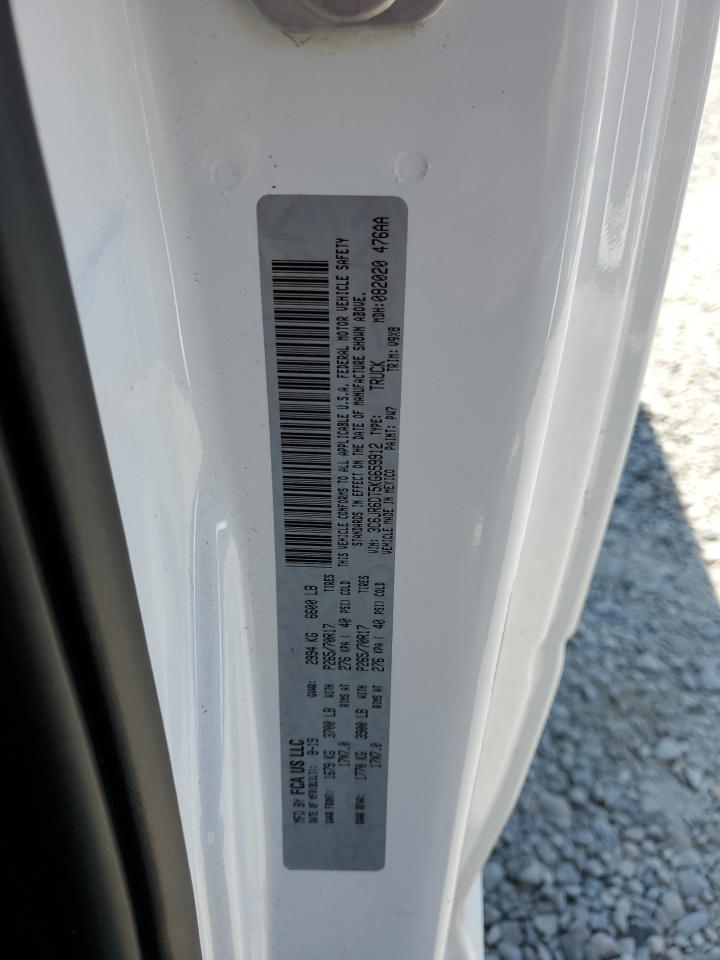 MFD BY FCA US LLC
DATE OF MFR(BUILT): 8-19 GVWR: 2994 KG 6600 LB
GAWR FRONT: 1679 KG 3700 LB WITH P265/70R17 TIRES
17X7.0 RIMS AT 276 KPA ( 40 PSI) COLD
GAWR REAR: 1770 KG 3900 LB WITH P265/70R17 TIRES
17X7.0 RIMS AT 276 KPA ( 40 PSI) COLD
THIS VEHICLE CONFORMS TO ALL APPLICABLE U.S.A. FEDERAL MOTOR VEHICLE SAFETY
STANDARDS IN EFFECT ON THE DATE OF MANUFACTURE SHOWN ABOVE.
VIN: 3C6JR6DT5KG659912 TYPE: TRUCK MDH:082020 476AA
VEHICLE MADE IN MEXICO PAINT: PW7 TRIM: V9X8